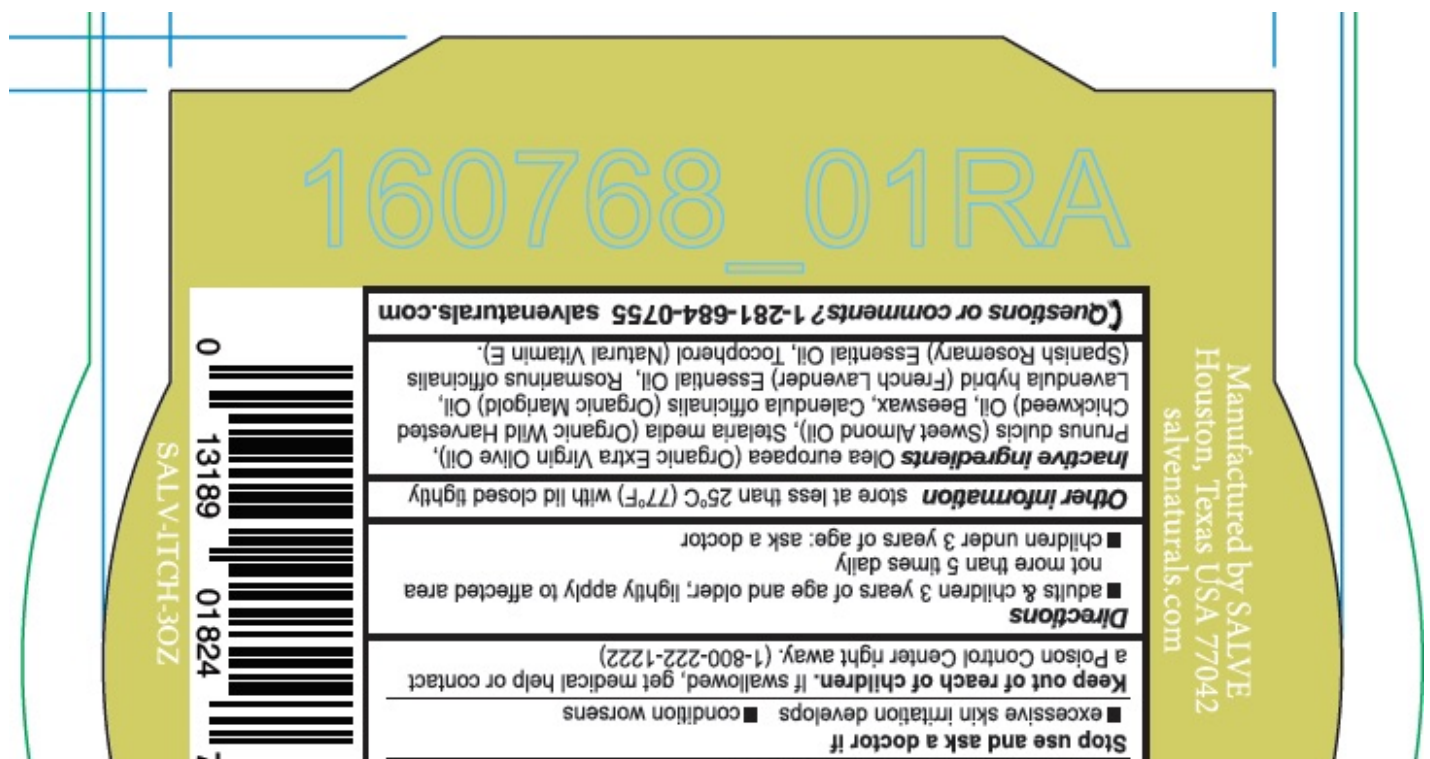 160768_01RA
Stop use and ask a doctor if
■ excessive skin irritation develops ■ condition worsens
Keep out of reach of children. If swallowed, get medical help or contact
a Poison Control Center right away. (1-800-222-1222)
Directions
■ adults & children 3 years of age and older; lightly apply to affected area
not more than 5 times daily
■ children under 3 years of age: ask a doctor
Other information store at less than 25°C (77°F) with lid closed tightly
Inactive ingredients Olea europaea (Organic Extra Virgin Olive Oil),
Prunus dulcis (Sweet Almond Oil), Stelaria media (Organic Wild Harvested
Chickweed) Oil, Beeswax, Calendula officinalis (Organic Marigold) Oil,
Lavendula hybrid (French Lavender) Essential Oil, Rosmarinus officinalis
(Spanish Rosemary) Essential Oil, Tocopherol (Natural Vitamin E).
Questions or comments? 1-281-684-0755 salvenaturals.com
0 13189 01824
SALV-ITCH-3OZ
Manufactured by SALVE
Houston, Texas USA 77042
salvenaturals.com